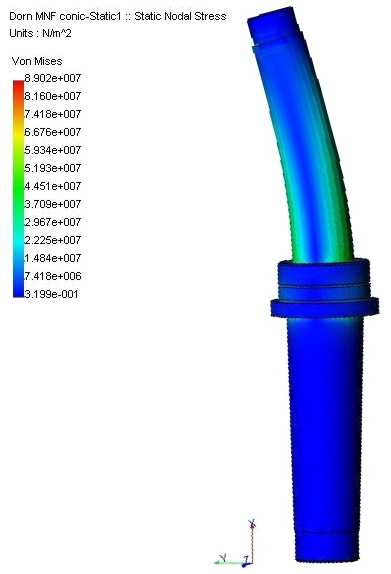 Dorn MNF conic-Static1 :: Static Nodal Stress
Units : N/m^2
Von Mises
8.902e+007
8.160e+007
7.418e+007
6.676e+007
5.934e+007
5.193e+007
4.451e+007
3.709e+007
2.967e+007
2.225e+007
1.484e+007
7.418e+006
3.199e-001
X
Y
Z